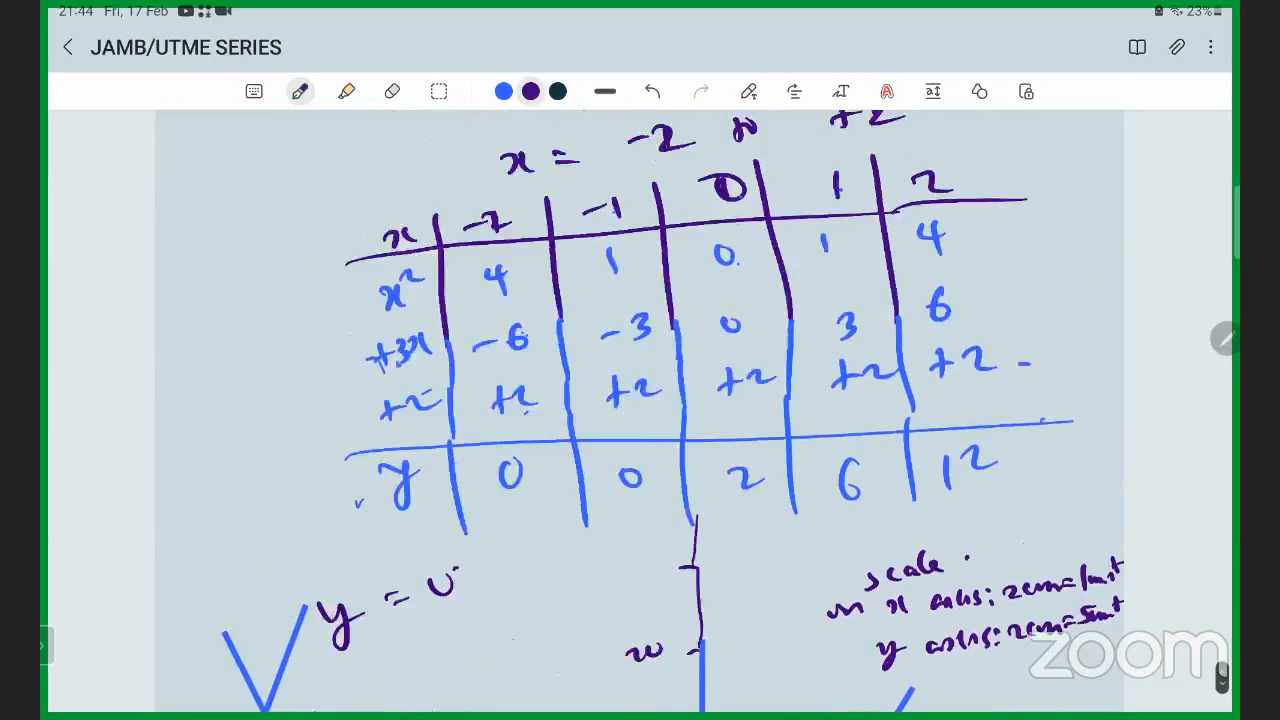 21:44 Fri, 17 Feb 23%
JAMB/UTME SERIES
x = -2 to +2
x -2 -1 0 1 2
x² 4 1 0 1 4
+3x -6 -3 0 3 6
+2 +2 +2 +2 +2 +2 -
y 0 0 2 6 12
y = 0
scale
on x axis: 2cm=1unit
y axis: 2cm=5unit
20
zoom